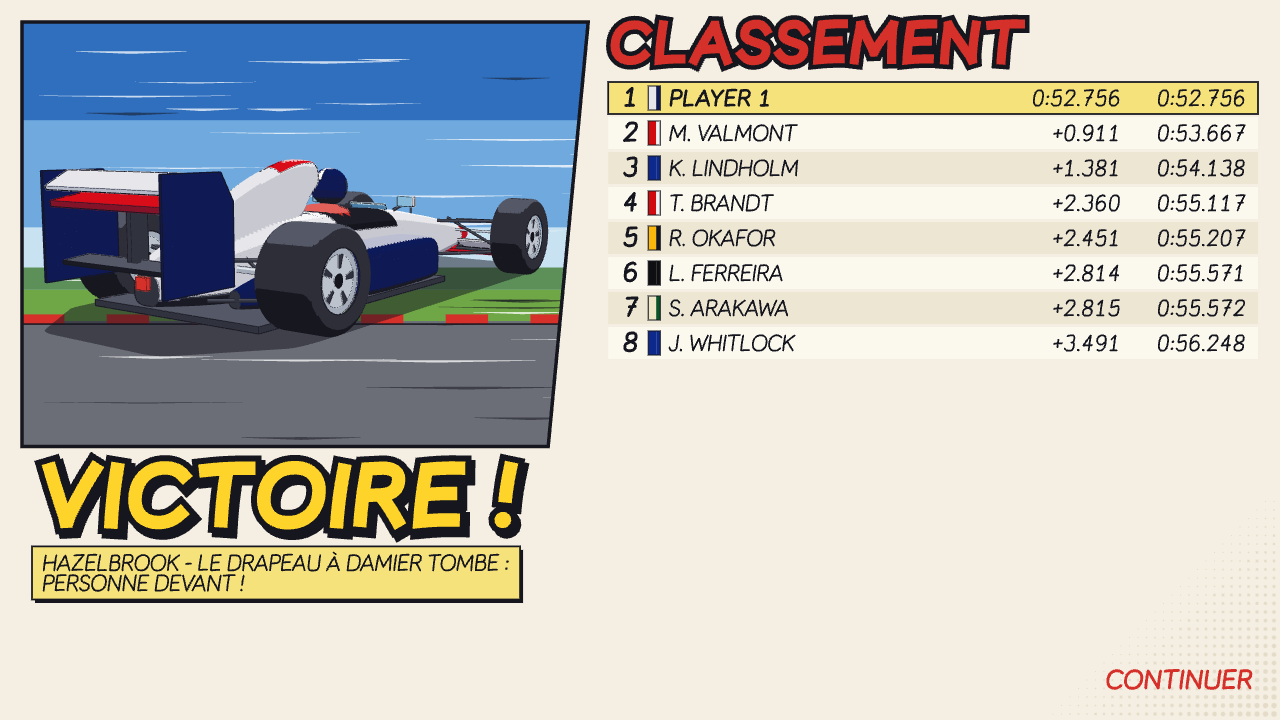 CLASSEMENT
1 PLAYER 1 0:52.756 0:52.756
2 M. VALMONT +0.911 0:53.667
3 K. LINDHOLM +1.381 0:54.138
4 T. BRANDT +2.360 0:55.117
5 R. OKAFOR +2.451 0:55.207
6 L. FERREIRA +2.814 0:55.571
7 S. ARAKAWA +2.815 0:55.572
8 J. WHITLOCK +3.491 0:56.248
VICTOIRE !
HAZELBROOK - LE DRAPEAU À DAMIER TOMBE :
PERSONNE DEVANT !
CONTINUER